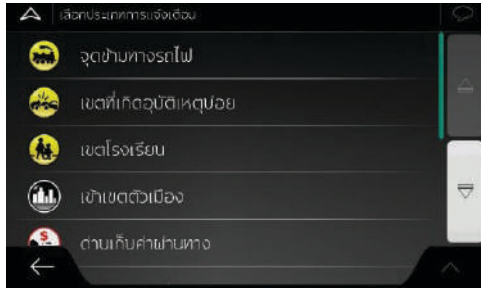 เลือกประเภทการแจ้งเตือน
จุดข้ามทางรถไฟ
เขตที่เกิดอุบัติเหตุบ่อย
เขตโรงเรียน
เข้าเขตตัวเมือง
ด่านเก็บค่าผ่านทาง